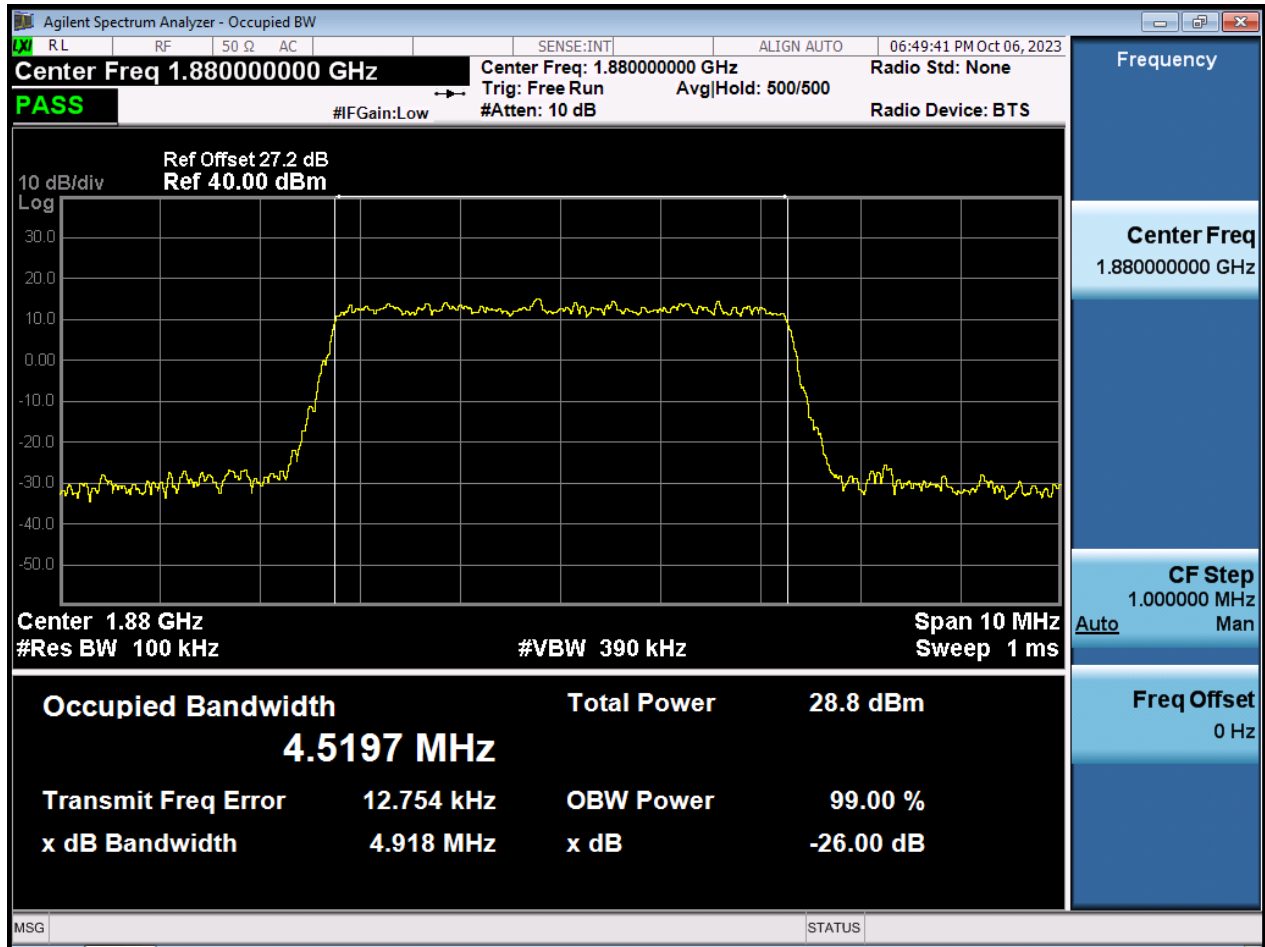 Agilent Spectrum Analyzer - Occupied BW
LXI RL RF 50 Ω AC SENSE:INT ALIGN AUTO 06:49:41 PM Oct 06, 2023
Center Freq 1.880000000 GHz
PASS
#IFGain:Low
Center Freq: 1.880000000 GHz
Trig: Free Run Avg|Hold: 500/500
#Atten: 10 dB
Radio Std: None
Radio Device: BTS
Ref Offset 27.2 dB
10 dB/div Ref 40.00 dBm
Log
30.0
20.0
10.0
0.00
-10.0
-20.0
-30.0
-40.0
-50.0
Center 1.88 GHz Span 10 MHz
#Res BW 100 kHz #VBW 390 kHz Sweep 1 ms
Occupied Bandwidth Total Power 28.8 dBm
4.5197 MHz
Transmit Freq Error 12.754 kHz OBW Power 99.00 %
x dB Bandwidth 4.918 MHz x dB -26.00 dB
MSG STATUS
Frequency
Center Freq
1.880000000 GHz
CF Step
1.000000 MHz
Auto Man
Freq Offset
0 Hz